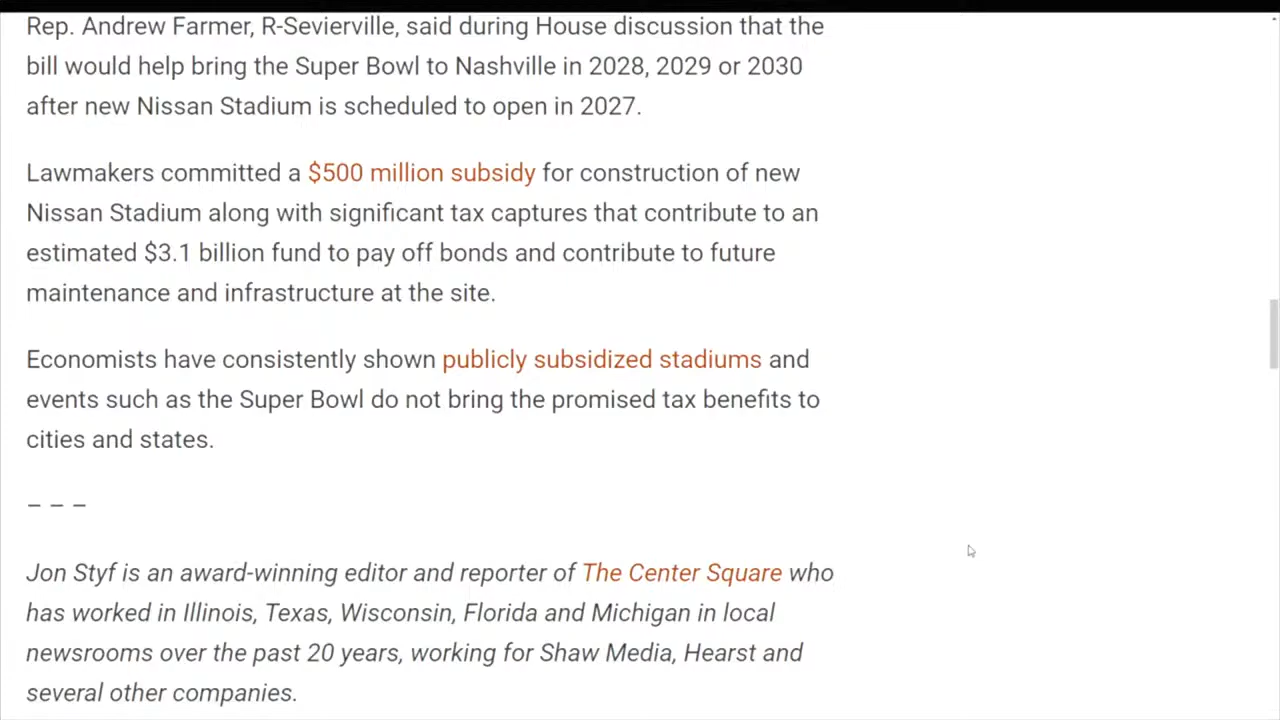 Rep. Andrew Farmer, R-Sevierville, said during House discussion that the
bill would help bring the Super Bowl to Nashville in 2028, 2029 or 2030
after new Nissan Stadium is scheduled to open in 2027.
Lawmakers committed a $500 million subsidy for construction of new
Nissan Stadium along with significant tax captures that contribute to an
estimated $3.1 billion fund to pay off bonds and contribute to future
maintenance and infrastructure at the site.
Economists have consistently shown publicly subsidized stadiums and
events such as the Super Bowl do not bring the promised tax benefits to
cities and states.
– – –
Jon Styf is an award-winning editor and reporter of The Center Square who
has worked in Illinois, Texas, Wisconsin, Florida and Michigan in local
newsrooms over the past 20 years, working for Shaw Media, Hearst and
several other companies.